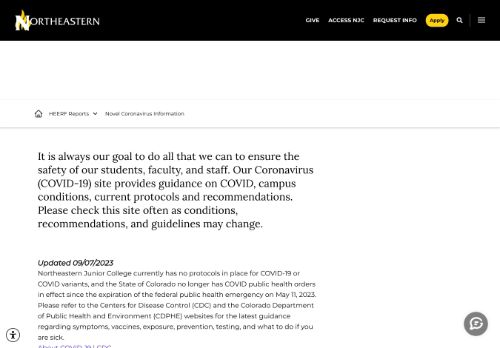 NORTHEASTERN
GIVE ACCESS NJC REQUEST INFO Apply
HEERF Reports Novel Coronavirus Information
It is always our goal to do all that we can to ensure the
safety of our students, faculty, and staff. Our Coronavirus
(COVID-19) site provides guidance on COVID, campus
conditions, current protocols and recommendations.
Please check this site often as conditions,
recommendations, and guidelines may change.
Updated 09/07/2023
Northeastern Junior College currently has no protocols in place for COVID-19 or
COVID variants, and the State of Colorado no longer has COVID public health orders
in effect since the expiration of the federal public health emergency on May 11, 2023.
Please refer to the Centers for Disease Control (CDC) and the Colorado Department
of Public Health and Environment (CDPHE) websites for the latest guidance
regarding symptoms, vaccines, exposure, prevention, testing, and what to do if you
are sick.
About COVID-19 | CDC